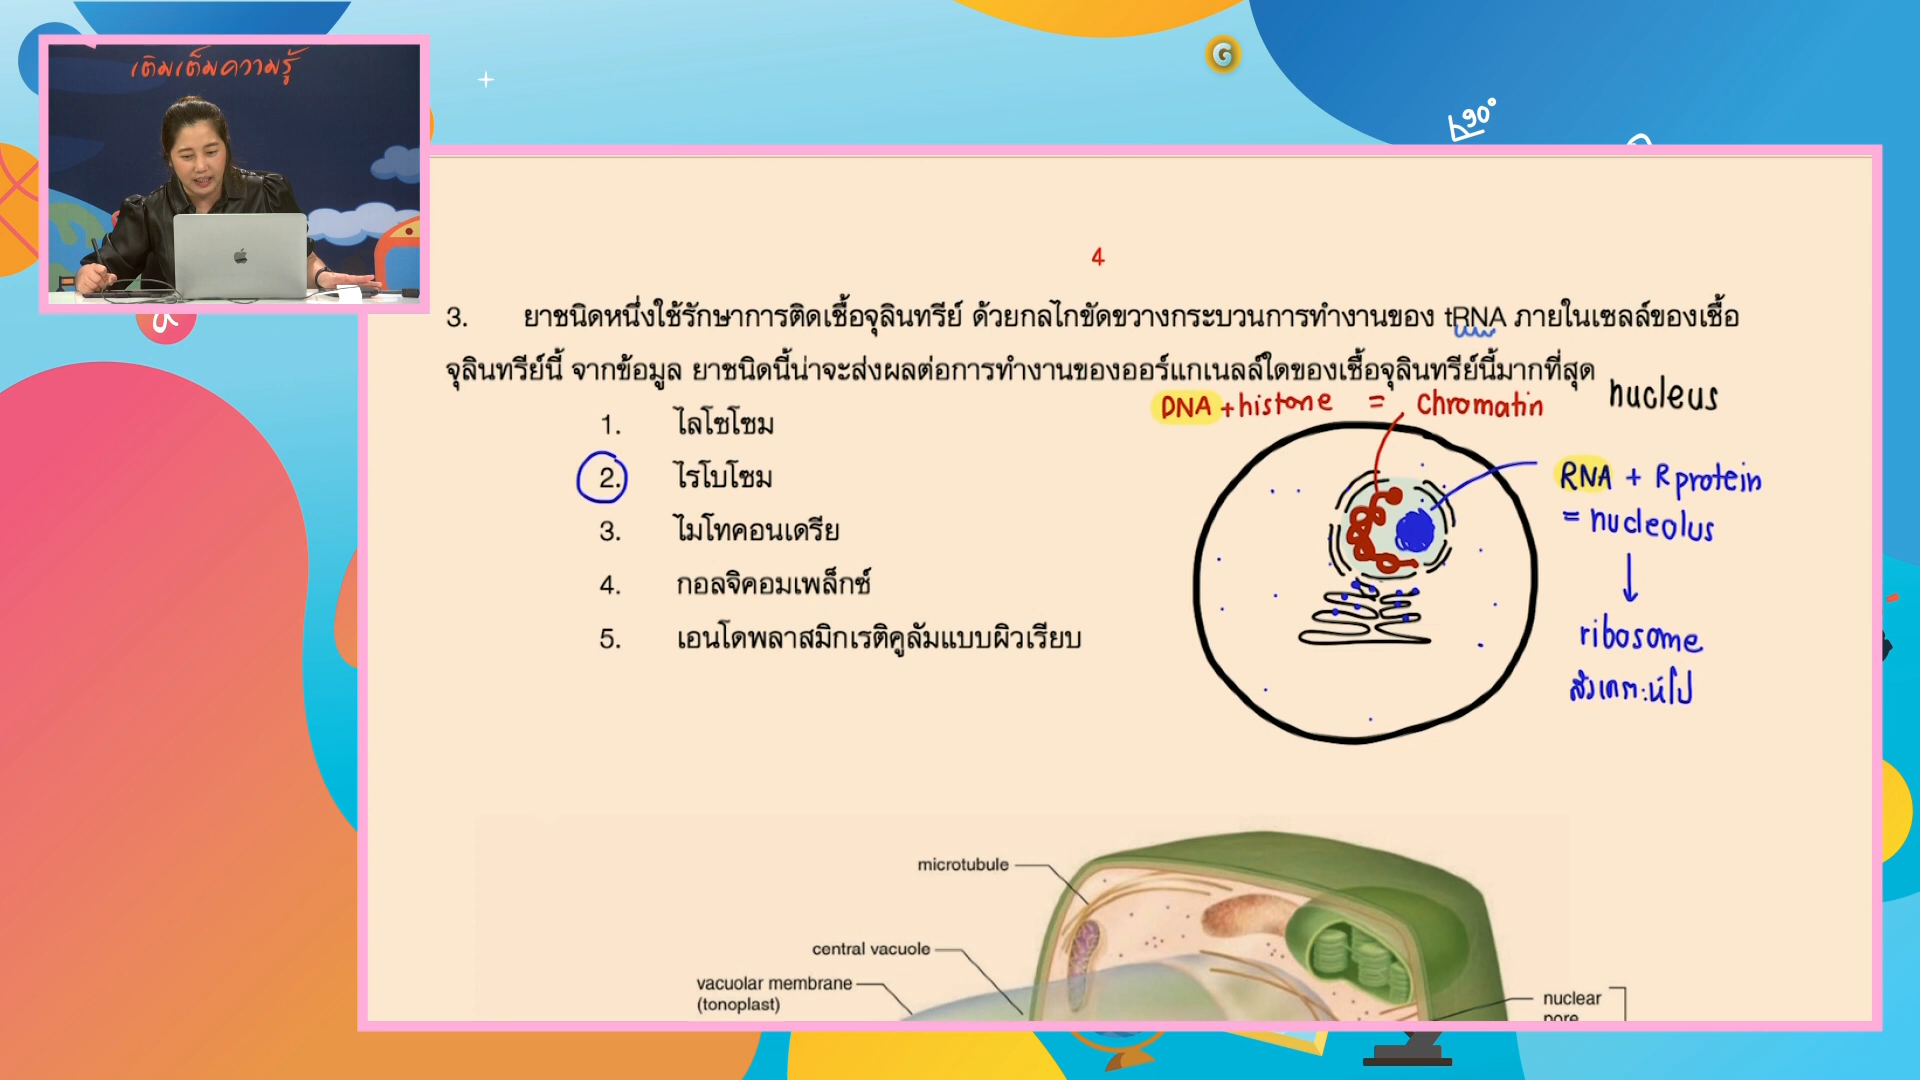 เติมเต็มความรู้
G
90°
4
3. ยาชนิดหนึ่งใช้รักษาการติดเชื้อจุลินทรีย์ ด้วยกลไกขัดขวางกระบวนการทำงานของ tRNA ภายในเซลล์ของเชื้อ
จุลินทรีย์นี้ จากข้อมูล ยาชนิดนี้น่าจะส่งผลต่อการทำงานของออร์แกเนลล์ใดของเชื้อจุลินทรีย์นี้มากที่สุด
nucleus
DNA + histone = chromatin
1. ไลโซโซม
2. ไรโบโซม
3. ไมโทคอนเดรีย
4. กอลจิคอมเพล็กซ์
5. เอนโดพลาสมิกเรติคูลัมแบบผิวเรียบ
RNA + R protein
= nucleolus
ribosome
สังเคราะห์โป
microtubule
central vacuole
vacuolar membrane
(tonoplast)
nuclear
pore